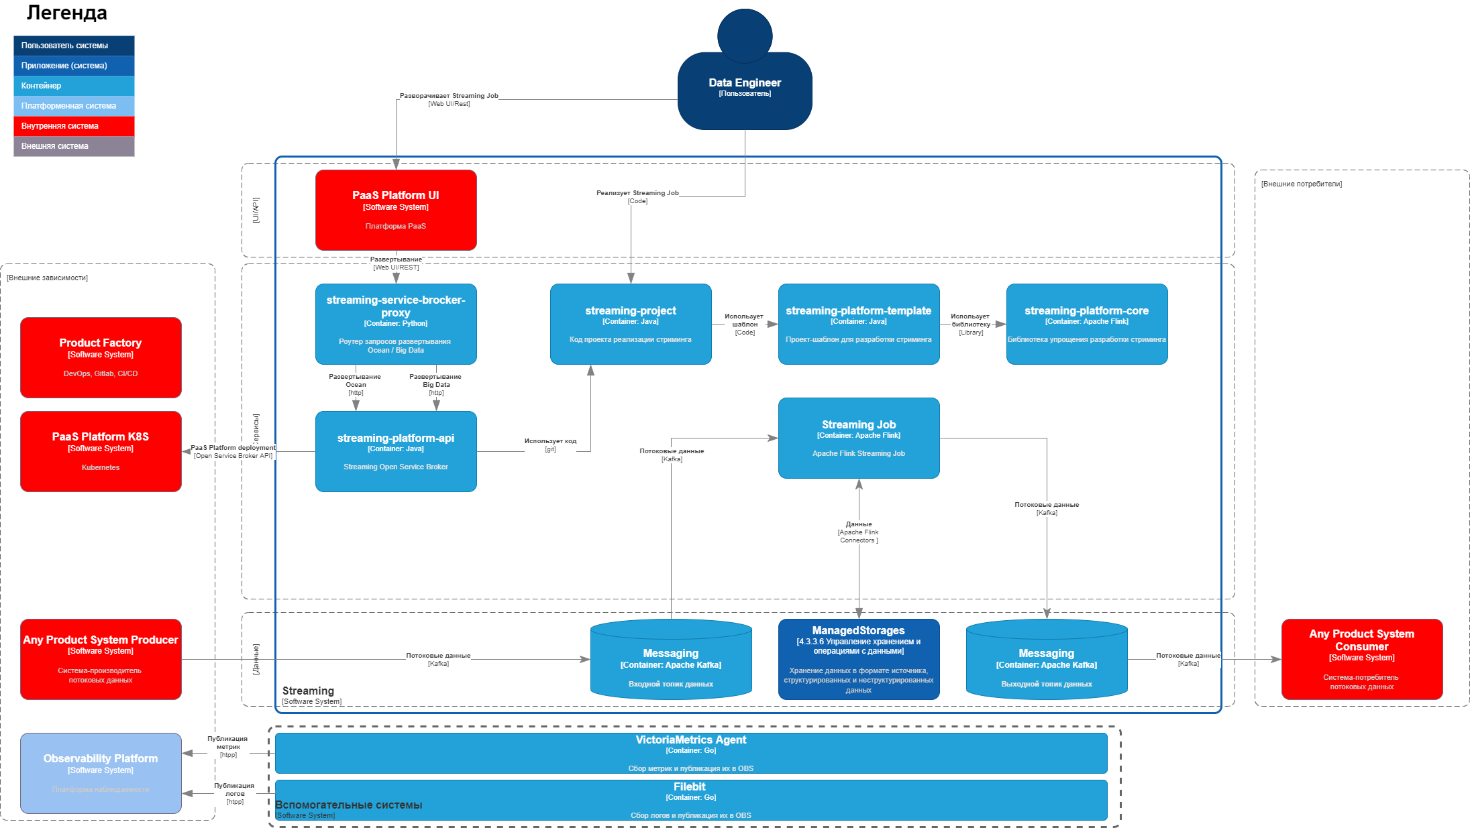 Легенда
Пользователь системы
Приложение (система)
Контейнер
Платформенная система
Внутренняя система
Внешняя система
Data Engineer
[Пользователь]
Разворачивает Streaming Job
[Web UI/Rest]
Реализует Streaming Job
[Code]
[UI/API]
PaaS Platform UI
[Software System]
Платформа PaaS
[Внешние потребители]
Развертывание
[Web UI/REST]
[Внешние зависимости]
streaming-service-brocker-
proxy
[Container: Python]
Роутер запросов развертывания
Ocean / Big Data
streaming-project
[Container: Java]
Код проекта реализации стриминга
Использует
шаблон
[Code]
streaming-platform-template
[Container: Java]
Проект-шаблон для разработки стриминга
Использует
библиотеку
[Library]
streaming-platform-core
[Container: Apache Flink]
Библиотека упрощения разработки стриминга
Product Factory
[Software System]
DevOps, Gitlab, CI/CD
Развертывание
Ocean
[http]
Развертывание
Big Data
[http]
PaaS Platform K8S
[Software System]
Kubernetes
PaaS Platform deployment
[Open Service Broker API]
ервисы]
streaming-platform-api
[Container: Java]
Streaming Open Service Broker
Использует код
[git]
Потоковые данные
[Kafka]
Streaming Job
[Container: Apache Flink]
Apache Flink Streaming Job
Потоковые данные
[Kafka]
Данные
[Apache Flink
Connectors ]
Any Product System Producer
[Software System]
Система-производитель
потоковых данных
[Данные]
Потоковые данные
[Kafka]
Messaging
[Container: Apache Kafka]
Входной топик данных
ManagedStorages
[4.3.3.6 Управление хранением и
операциями с данными]
Хранение данных в формате источника,
структурированных и неструктурированных
данных
Messaging
[Container: Apache Kafka]
Выходной топик данных
Потоковые данные
[Kafka]
Any Product System
Consumer
[Software System]
Система-потребитель
потоковых данных
Streaming
[Software System]
Observability Platform
[Software System]
Платформа наблюдаемости
Публикация
метрик
[htpp]
Публикация
логов
[htpp]
VictoriaMetrics Agent
[Container: Go]
Сбор метрик и публикация их в OBS
Filebit
[Container: Go]
Сбор логов и публикация их в OBS
Вспомогательные системы
[Software System]